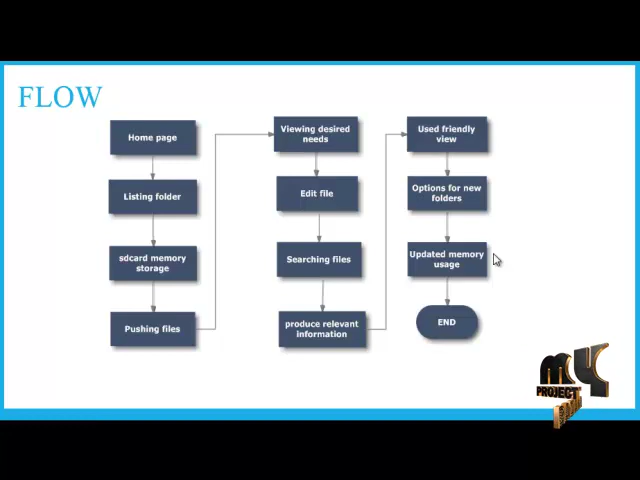 FLOW
Home page
Listing folder
sdcard memory
storage
Pushing files
Viewing desired
needs
Edit file
Searching files
produce relevant
information
Used friendly
view
Options for new
folders
Updated memory
usage
END
MY
PROJECT